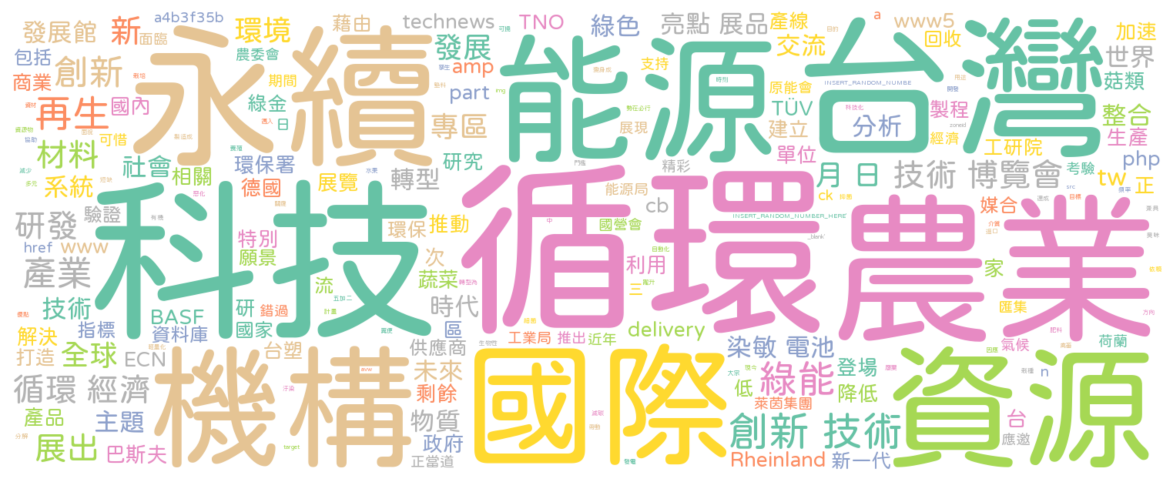 發展館 新 面臨 a4b3f35b 環境 藉由 technews TNO 綠色 亮點 展品 產線 a www5 加速
包括 農委會 發展 交流 回收 世界
商業 創新 永續 期間 amp 能源 台灣 支持 原能會 INSERT_RANDOM_NUMBE 菇類
再生 國內 綠金 日 part TÜV 製程 整合
可惜 專區 展現 建立 分析 經濟 生產
材料 社會 環保署 研究 精彩 單位 工研院 php
系統 相關 德國 展覽 轉型 能源局 月 日 技術 博覽會 考驗 tw 正
研發 驗證 科技 循環 農業 cb ck 媒合
href www 特別 環保 推動 國營會 INSERT_RANDOM_NUMBER_HERE
產業 願景 次 蔬菜 利用 家
技術 流 時代 三 匯集
BASF 研 錯過 區 delivery
解決 指標 資料庫 國家 工業局 推出 近年 氣候 荷蘭
打造 全球 ECN 台塑 供應商 染敏 電池 登場 n
循環 經濟 機構 未來 國際 低 綠能 降低 資源
剩餘 萊茵集團
產品 主題 物質 創新 技術 台
展出 巴斯夫 政府 應邀
正當道 Rheinland 新一代
target